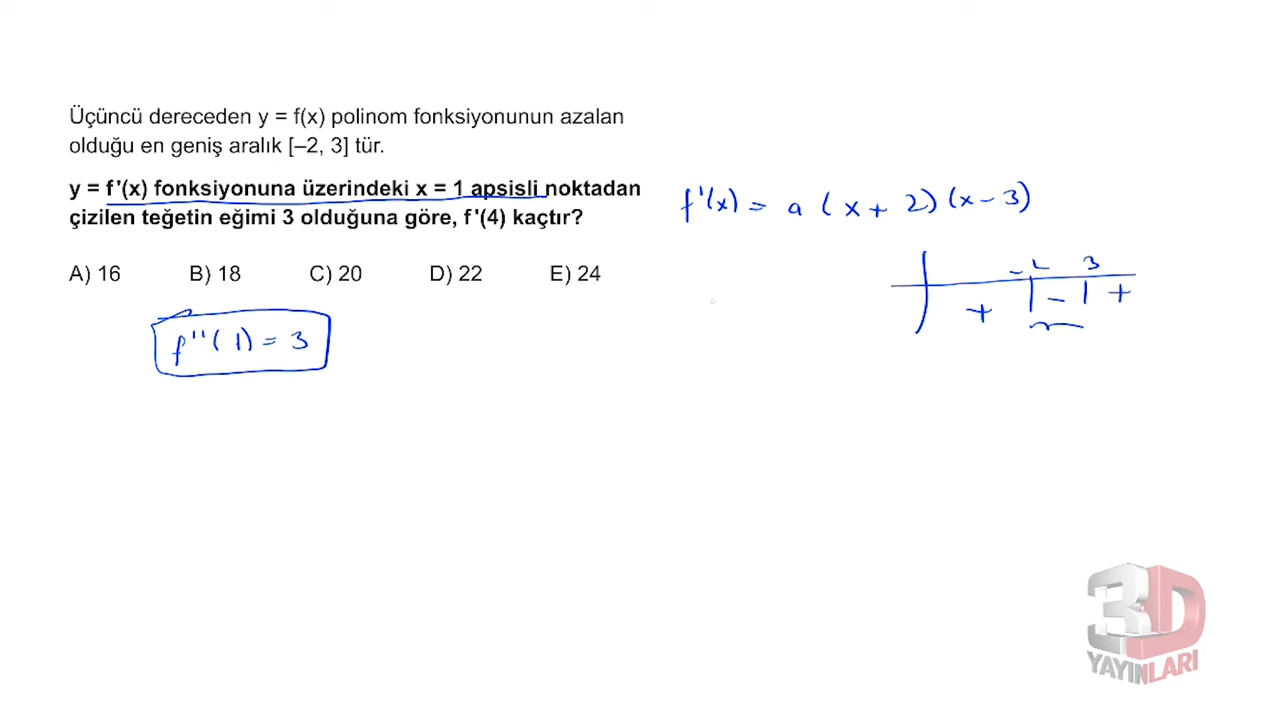 Üçüncü dereceden y = f(x) polinom fonksiyonunun azalan
olduğu en geniş aralık [–2, 3] tür.
y = f'(x) fonksiyonuna üzerindeki x = 1 apsisli noktadan
çizilen teğetin eğimi 3 olduğuna göre, f'(4) kaçtır?
A) 16 B) 18 C) 20 D) 22 E) 24
f''(1) = 3
f'(x) = a (x + 2) (x - 3)
-2 3
+ - +
3D
YAYINLARI